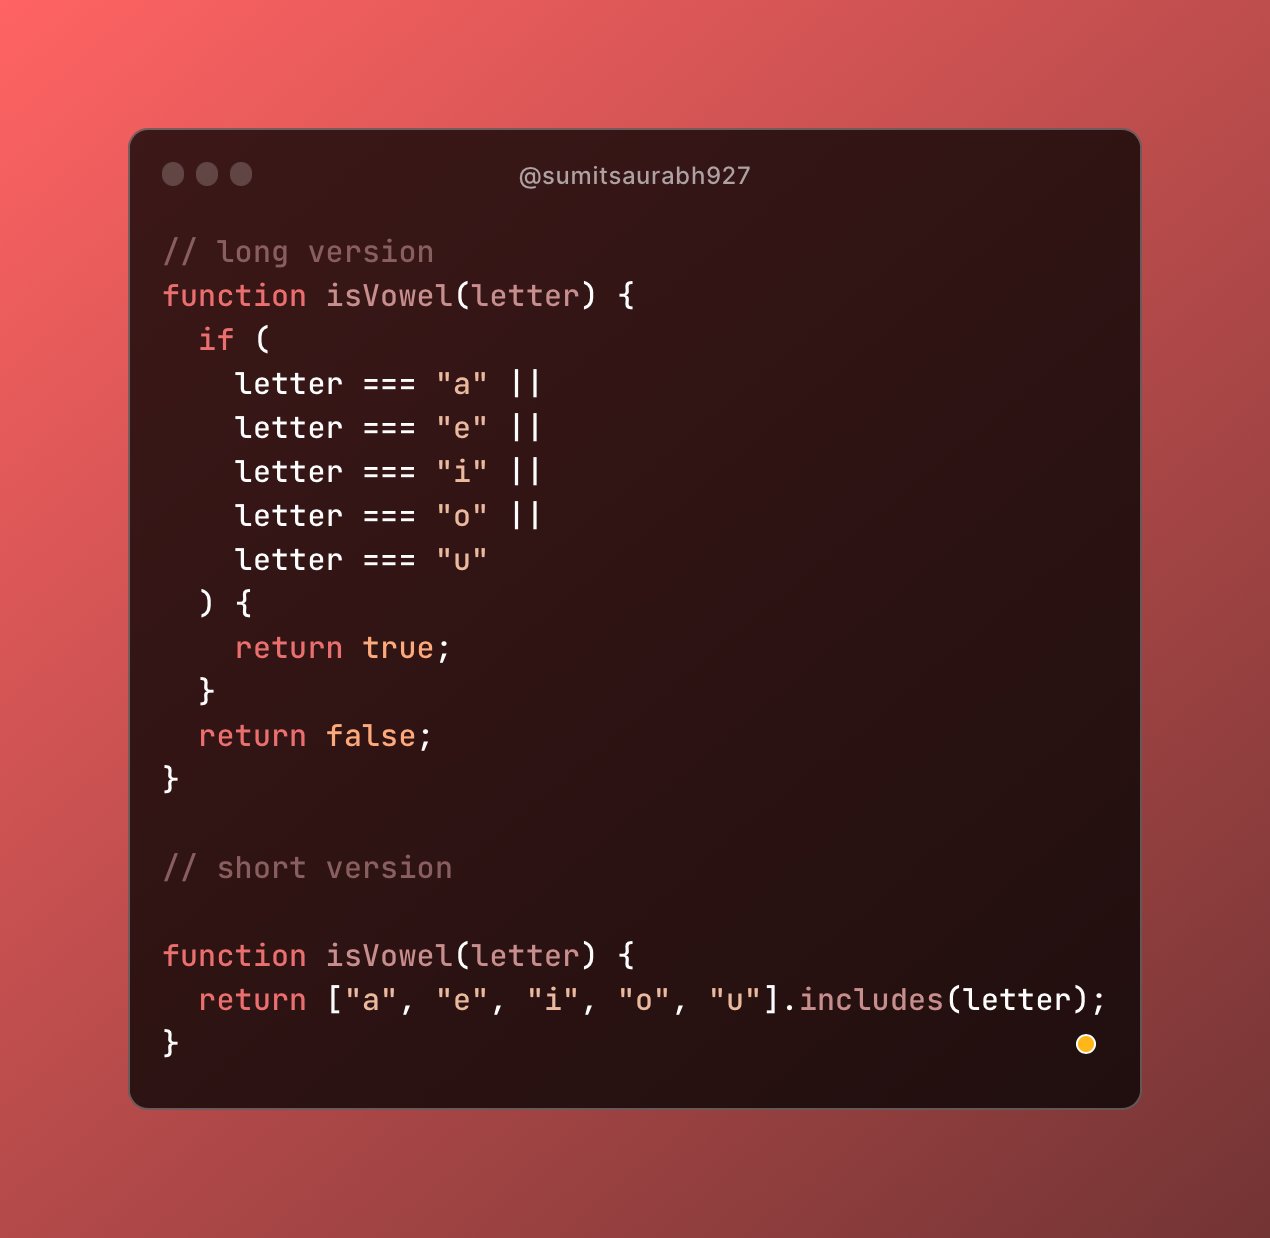 @sumitsaurabh927
// long version
function isVowel(letter) {
  if (
    letter === "a" ||
    letter === "e" ||
    letter === "i" ||
    letter === "o" ||
    letter === "u"
  ) {
    return true;
  }
  return false;
}
// short version
function isVowel(letter) {
  return ["a", "e", "i", "o", "u"].includes(letter);
}